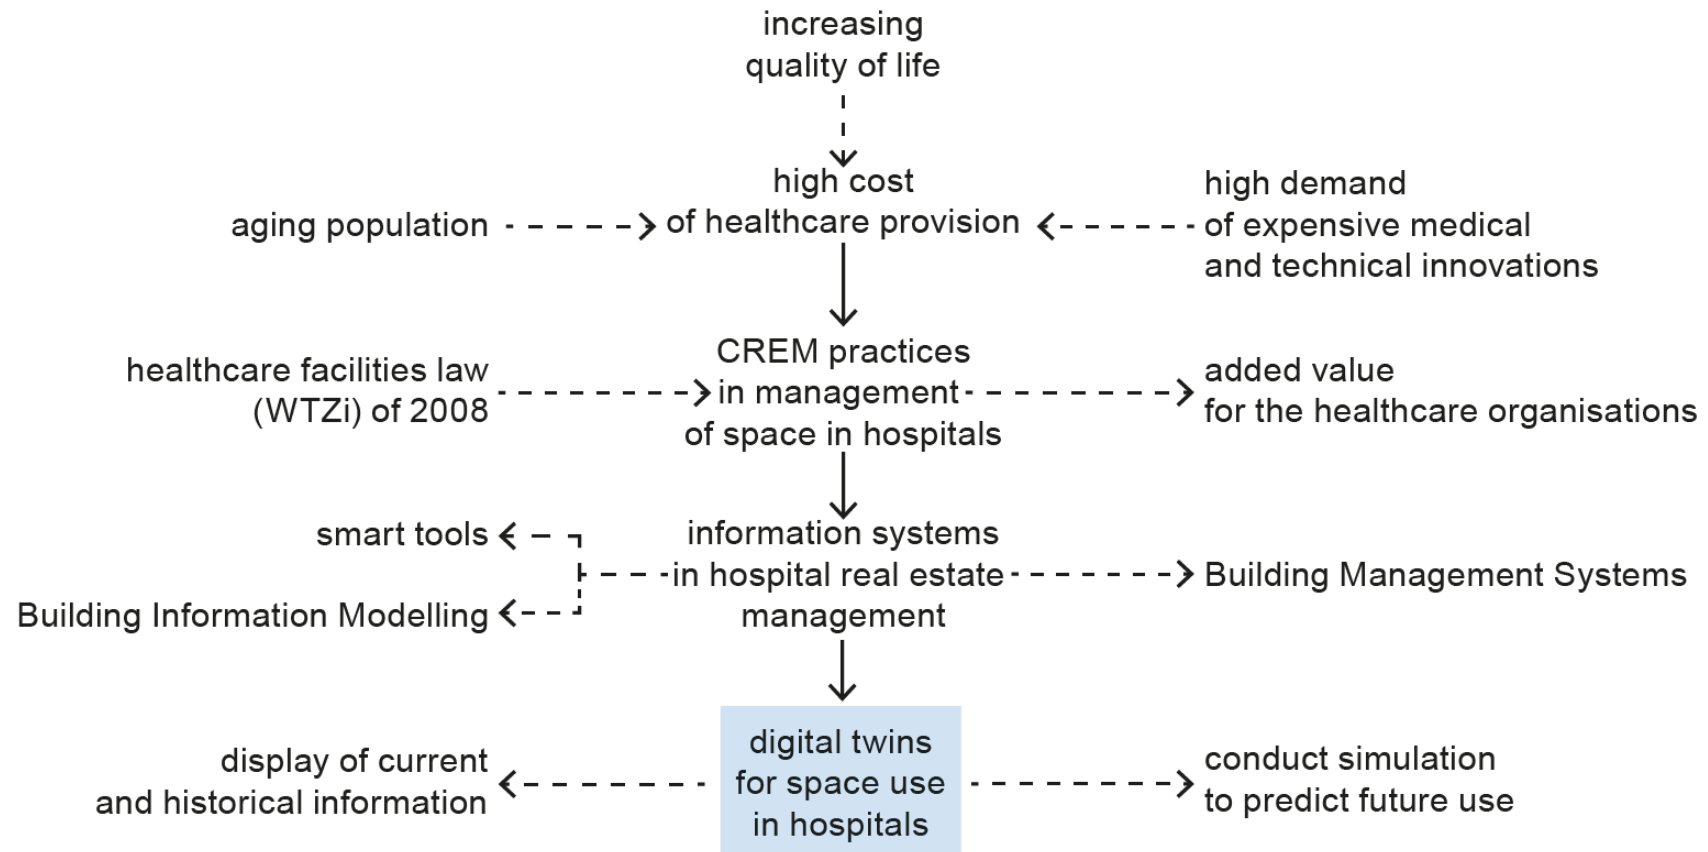 increasing
quality of life
high cost
of healthcare provision
aging population
high demand
of expensive medical
and technical innovations
CREM practices
in management
of space in hospitals
healthcare facilities law
(WTZi) of 2008
added value
for the healthcare organisations
information systems
in hospital real estate
management
smart tools
Building Information Modelling
Building Management Systems
digital twins
for space use
in hospitals
display of current
and historical information
conduct simulation
to predict future use